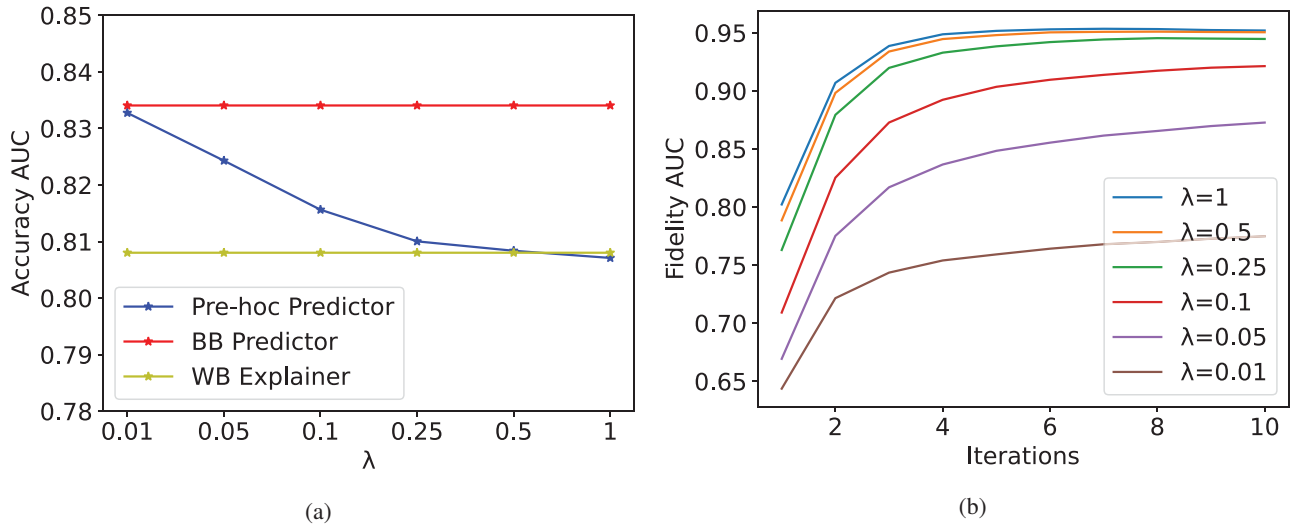 0.85
0.84
0.83
0.82
0.81
0.80
0.79
0.78
Accuracy AUC
Pre-hoc Predictor
BB Predictor
WB Explainer
0.01 0.05 0.1 0.25 0.5 1
λ
(a)
0.95
0.90
0.85
0.80
0.75
0.70
0.65
Fidelity AUC
λ=1
λ=0.5
λ=0.25
λ=0.1
λ=0.05
λ=0.01
2 4 6 8 10
Iterations
(b)